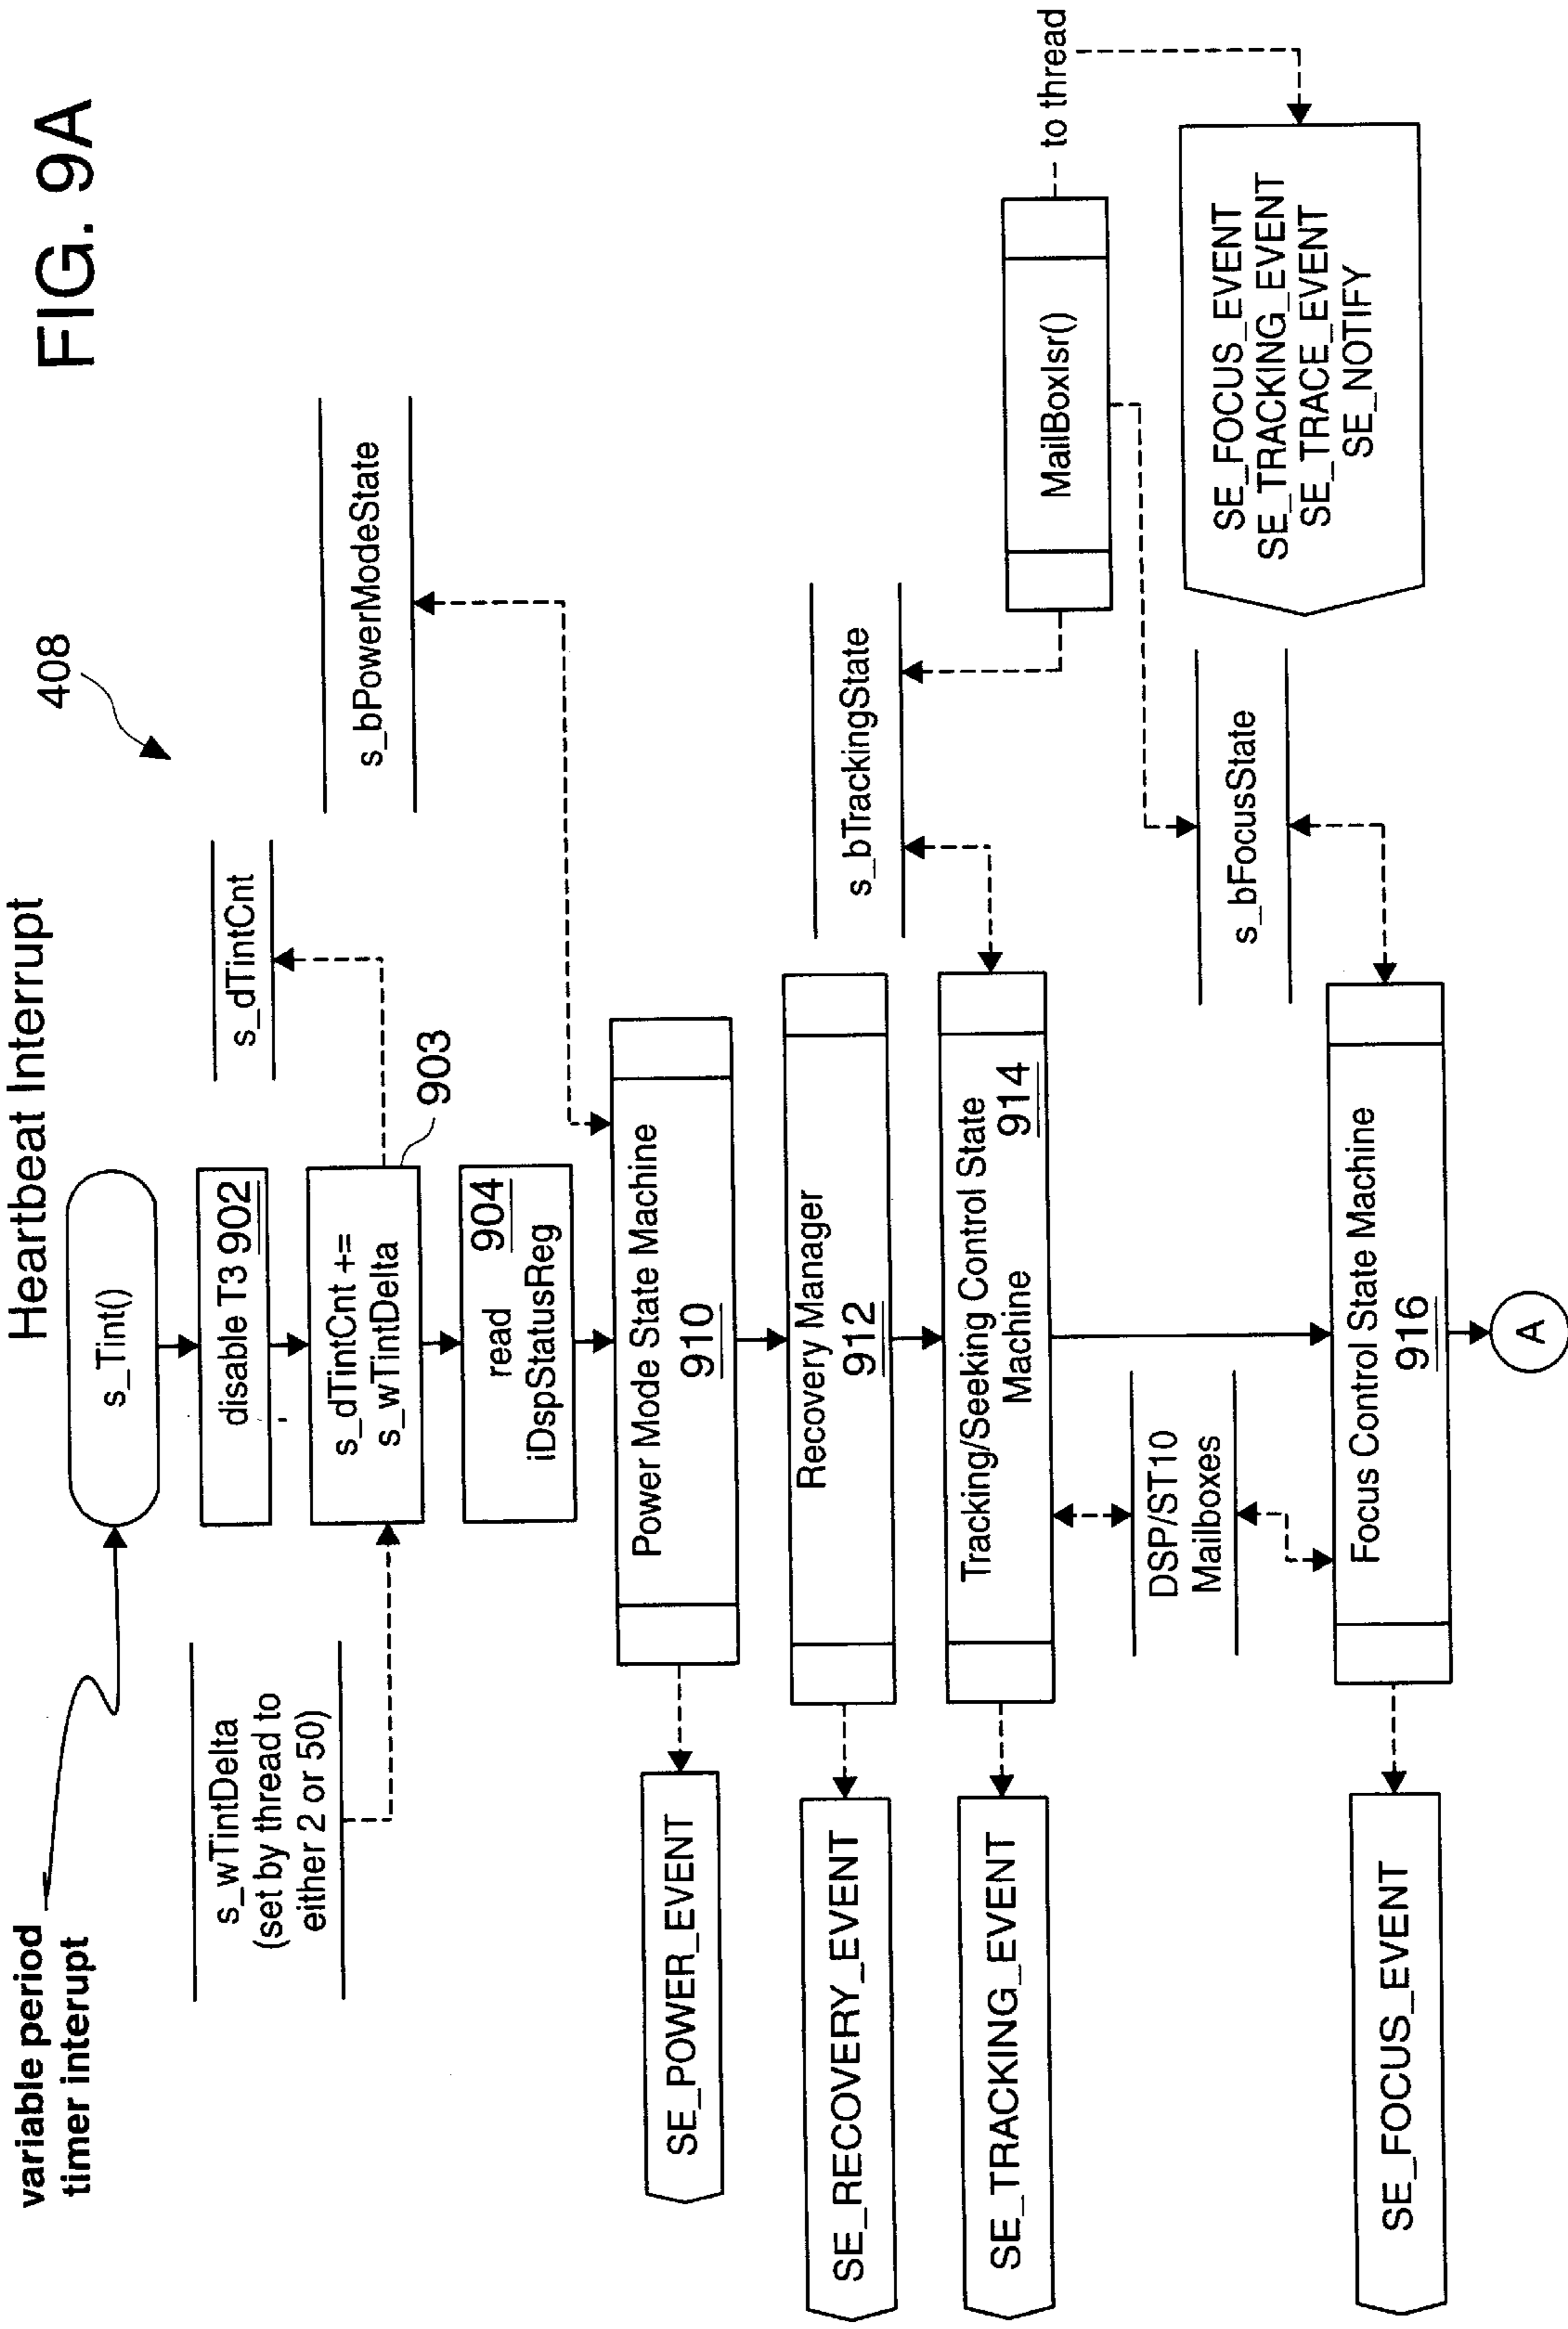 FIG. 9A
Heartbeat Interrupt
408
variable period
timer interupt
s_Tint()
disable T3 902
s_wTintDelta
(set by thread to
either 2 or 50)
s_dTintCnt +=
s_wTintDelta
903
s_dTintCnt
read 904
iDspStatusReg
s_bPowerModeState
Power Mode State Machine
910
SE_POWER_EVENT
Recovery Manager
912
SE_RECOVERY_EVENT
s_bTrackingState
Tracking/Seeking Control State
Machine 914
SE_TRACKING_EVENT
MailBoxIsr()
to thread
SE_FOCUS_EVENT
SE_TRACKING_EVENT
SE_TRACE_EVENT
SE_NOTIFY
DSP/ST10
Mailboxes
s_bFocusState
Focus Control State Machine
916
SE_FOCUS_EVENT
A